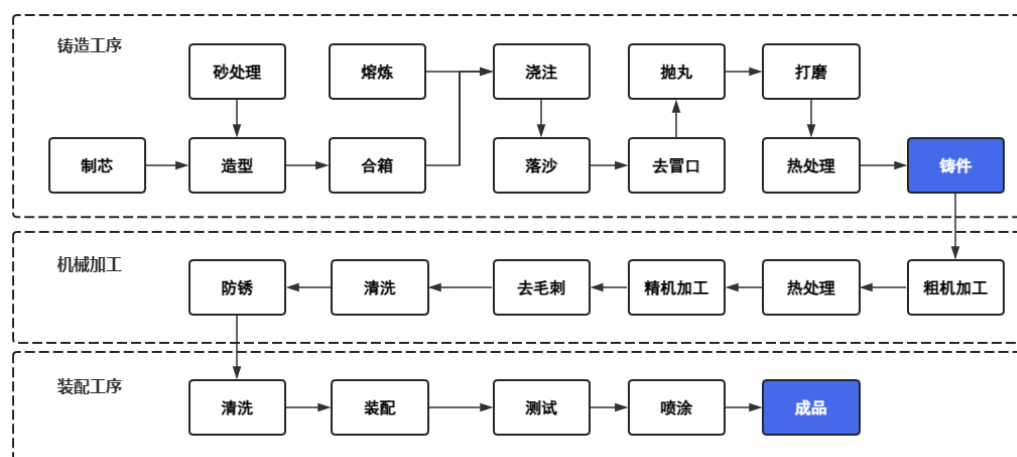 铸造工序
砂处理
熔炼
浇注
抛丸
打磨
制芯
造型
合箱
落沙
去冒口
热处理
铸件
机械加工
防锈
清洗
去毛刺
精机加工
热处理
粗机加工
装配工序
清洗
装配
测试
喷涂
成品